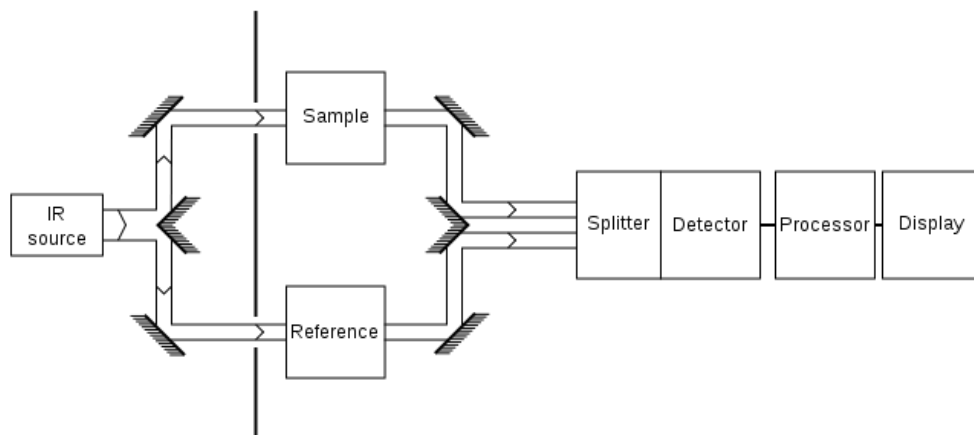 IR
source
Sample
Reference
Splitter
Detector
Processor
Display